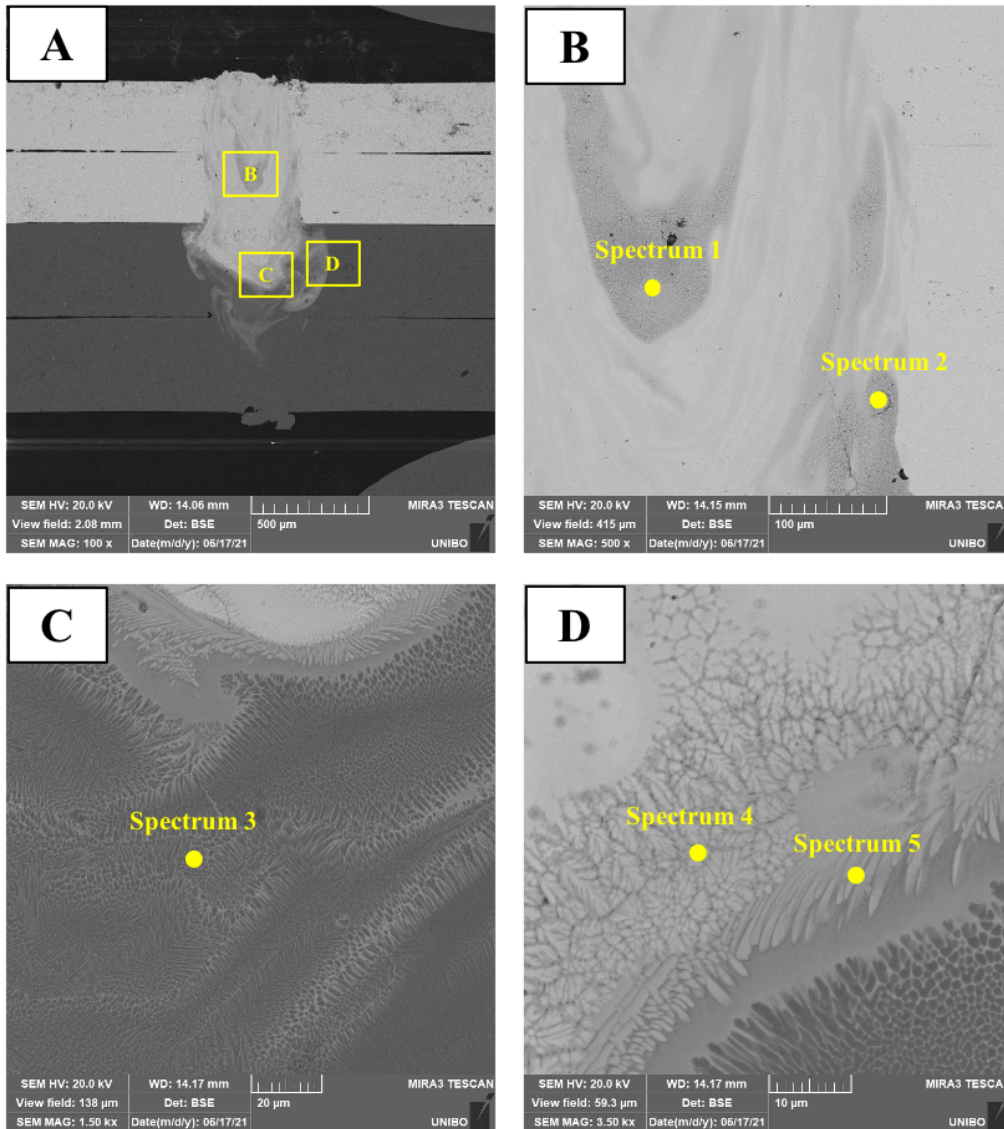 A
B
C
D
SEM HV: 20.0 kV WD: 14.06 mm MIRA3 TESCAN
View field: 2.08 mm Det: BSE 500 µm
SEM MAG: 100 x Date(m/d/y): 06/17/21 UNIBO
B
Spectrum 1
Spectrum 2
SEM HV: 20.0 kV WD: 14.15 mm MIRA3 TESCAN
View field: 415 µm Det: BSE 100 µm
SEM MAG: 500 x Date(m/d/y): 06/17/21 UNIBO
C
Spectrum 3
SEM HV: 20.0 kV WD: 14.17 mm MIRA3 TESCAN
View field: 138 µm Det: BSE 20 µm
SEM MAG: 1.50 kx Date(m/d/y): 06/17/21 UNIBO
D
Spectrum 4
Spectrum 5
SEM HV: 20.0 kV WD: 14.17 mm MIRA3 TESCAN
View field: 59.3 µm Det: BSE 10 µm
SEM MAG: 3.50 kx Date(m/d/y): 06/17/21 UNIBO